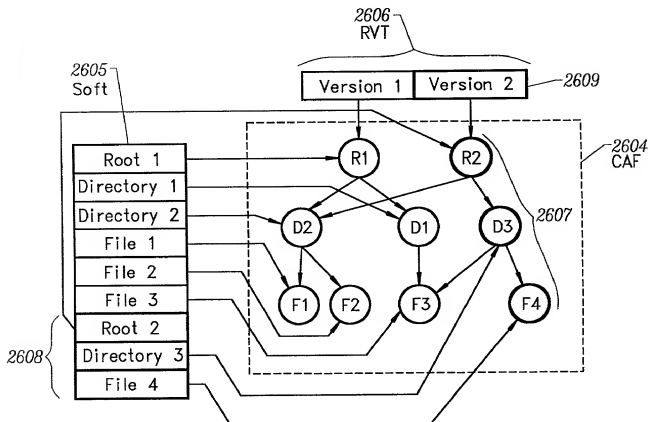 2606
RVT
2605
Soft
Version 1 Version 2
2609
Root 1
Directory 1
Directory 2
File 1
File 2
File 3
Root 2
Directory 3
File 4
2608
R1 R2
D2 D1 D3
F1 F2 F3 F4
2604
CAF
2607